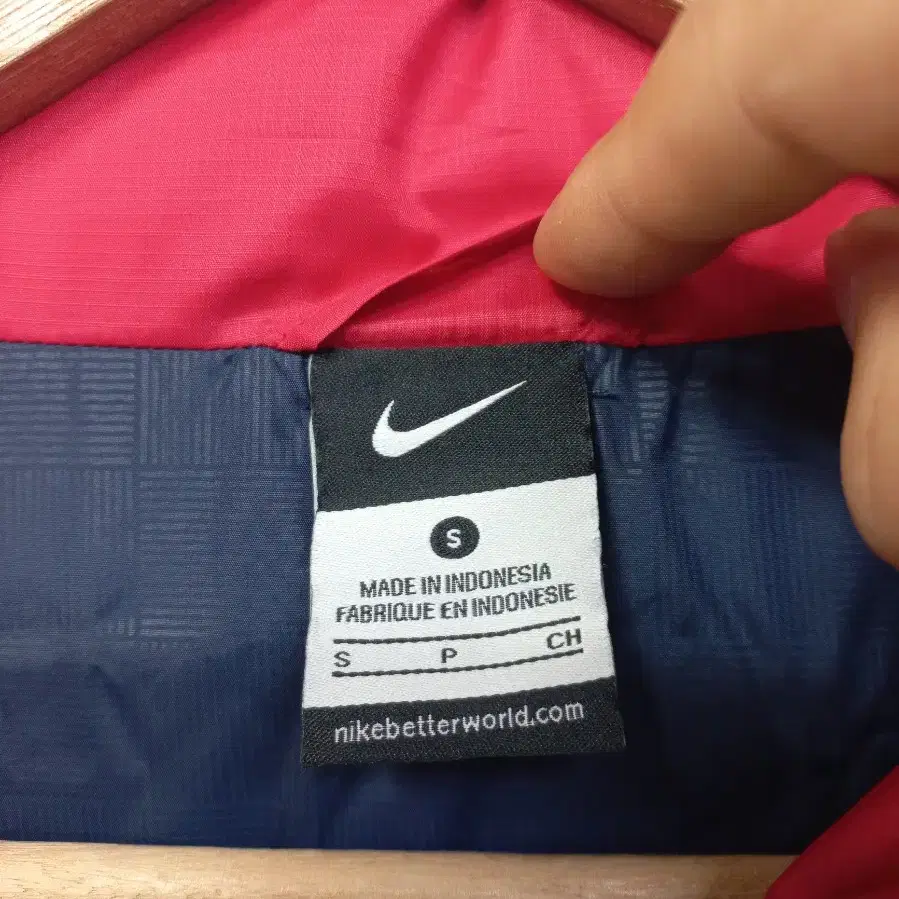 S
MADE IN INDONESIA
FABRIQUE EN INDONESIE
S P CH
nikebetterworld.com